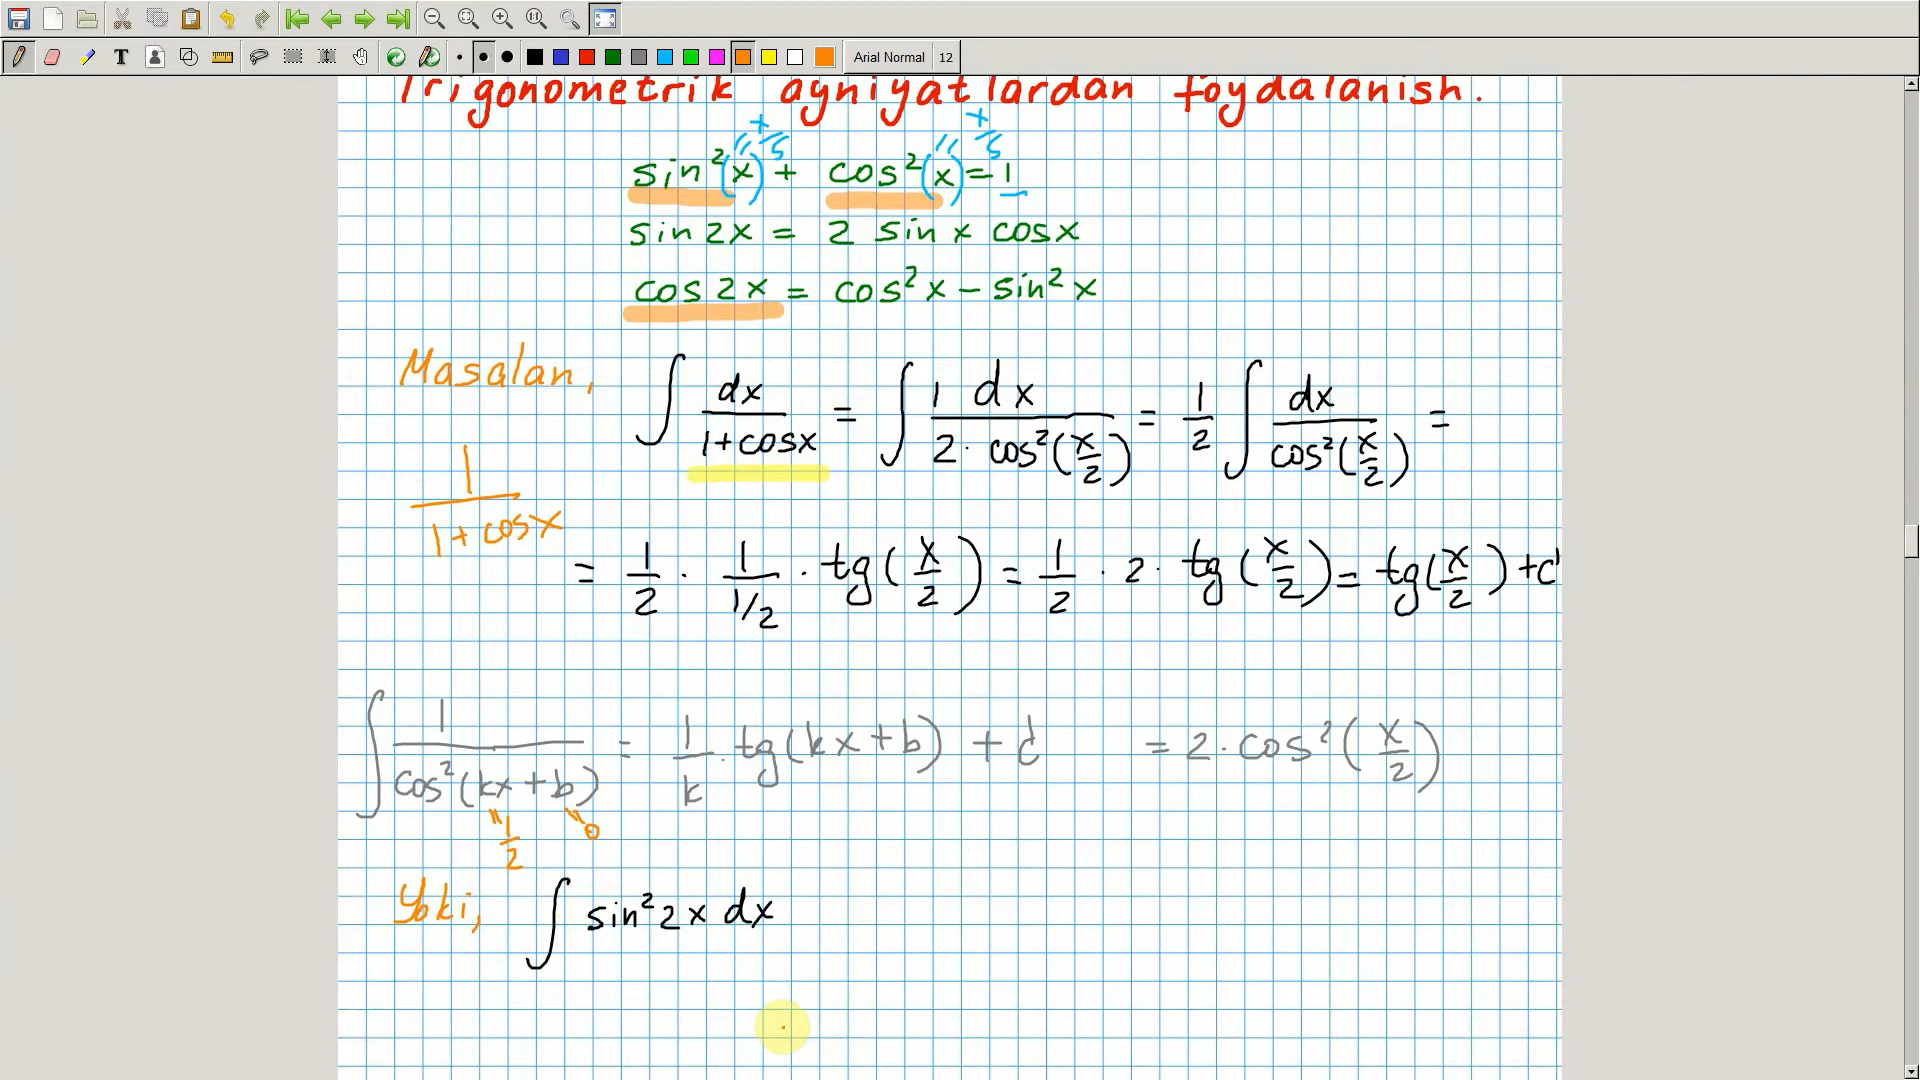 Arial Normal 12
Trigonometrik ayniyatlardan foydalanish.
x/5 x/5
sin²(x) + cos²(x) = 1
sin 2x = 2 sin x cosx
cos 2x = cos²x − sin²x
Masalan, ∫ dx/(1+cosx) = ∫ 1 dx/(2·cos²(x/2)) = 1/2 ∫ dx/cos²(x/2) =
1/(1+cosx)
= 1/2 · 1/(1/2) · tg(x/2) = 1/2 · 2 · tg(x/2) = tg(x/2) + C
∫ 1/cos²(kx+b) = 1/k · tg(kx+b) + C = 2·cos²(x/2)
" 1/2 " 0
Yoki, ∫ sin²2x dx